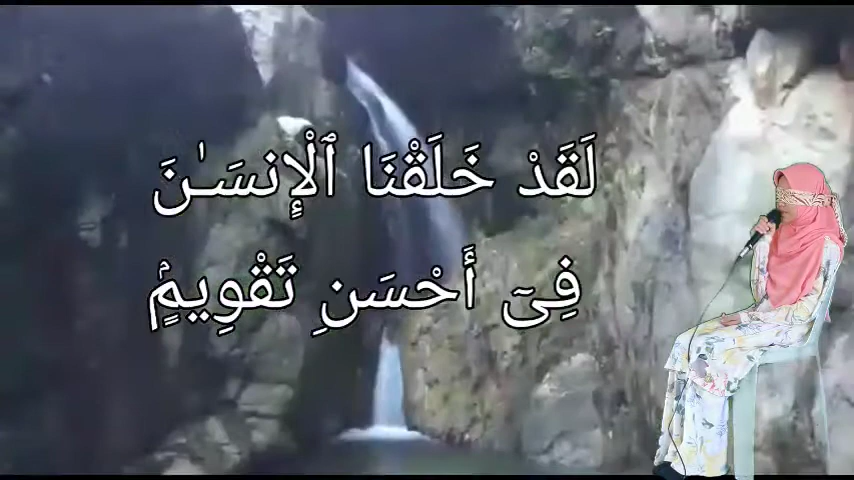 لَقَدْ خَلَقْنَا ٱلْإِنسَـٰنَ
فِىٓ أَحْسَنِ تَقْوِيمٍۢ